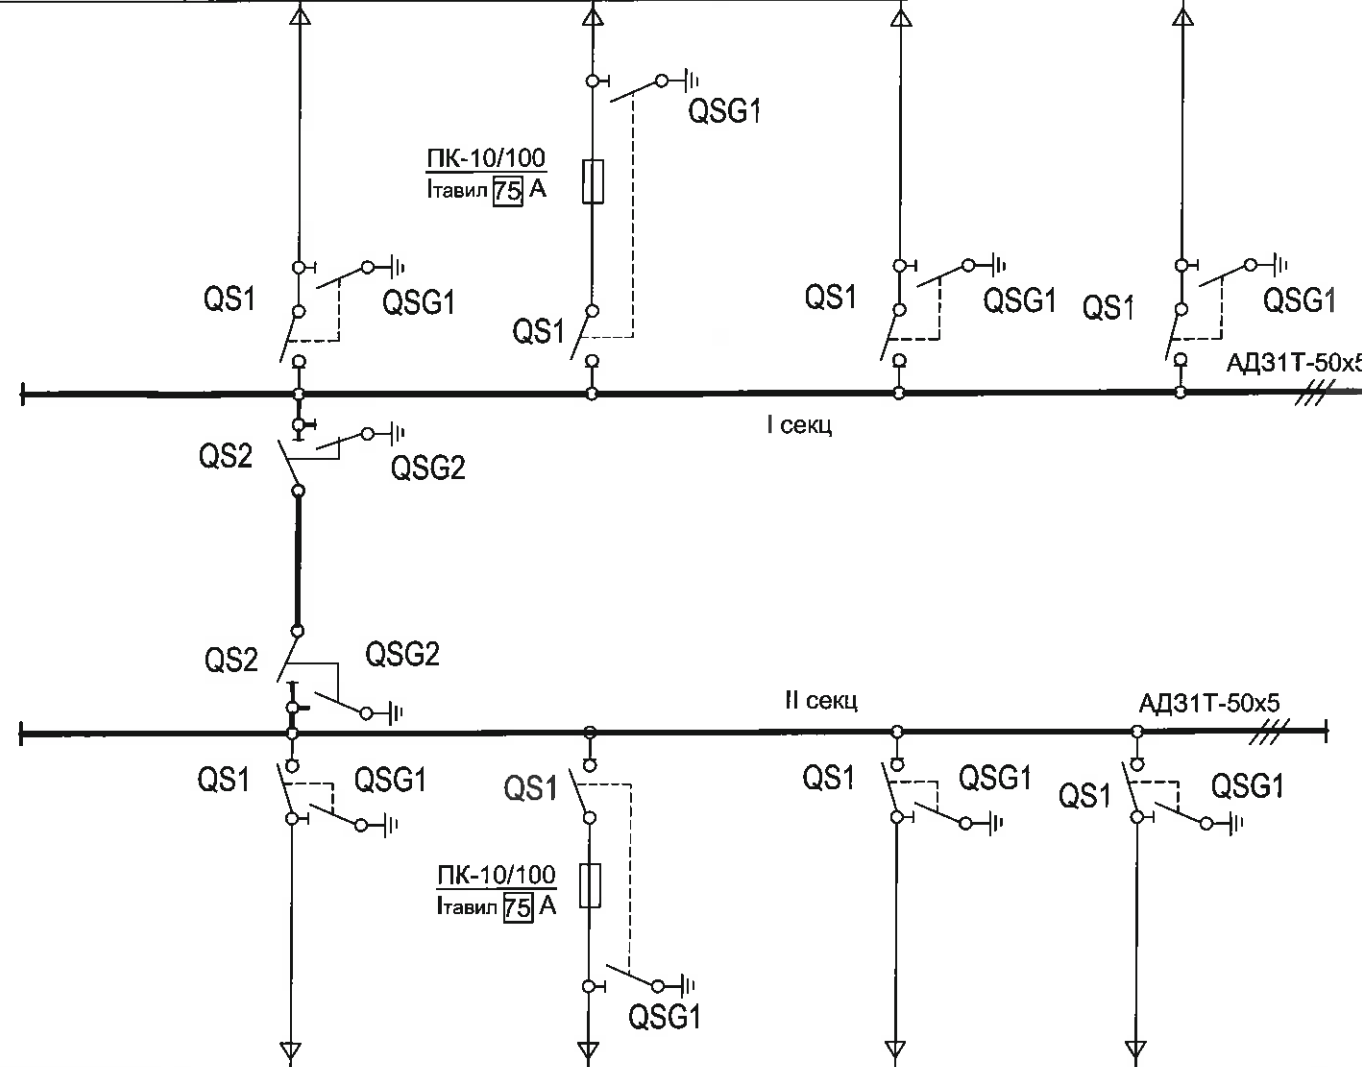 QSG1
ПК-10/100
Iтавил 75 А
QS1
QSG1
QS1
QS1
QSG1
QS1
QSG1
АД31Т-50х5
I секц
QS2
QSG2
QS2
QSG2
II секц
АД31Т-50х5
QS1
QSG1
QS1
QS1
QSG1
QS1
QSG1
ПК-10/100
Iтавил 75 А
QSG1